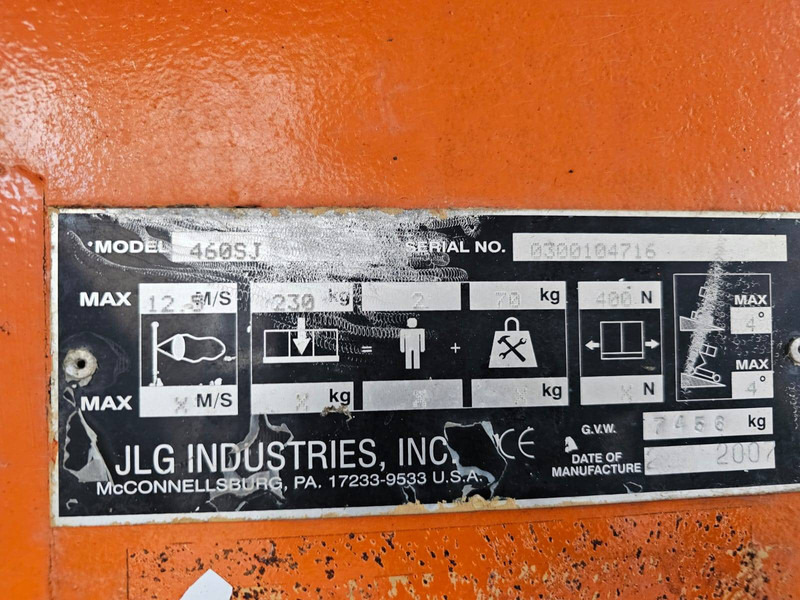 MODEL 460SJ SERIAL NO. 0300104716
MAX 12.5 M/S 230 kg 2 70 kg 400 N MAX 4°
= +
MAX X M/S X kg X X kg X N MAX 4°
G.V.W. kg
JLG INDUSTRIES, INC.
McCONNELLSBURG, PA. 17233-9533 U.S.A.
CE
DATE OF MANUFACTURE 2 2007